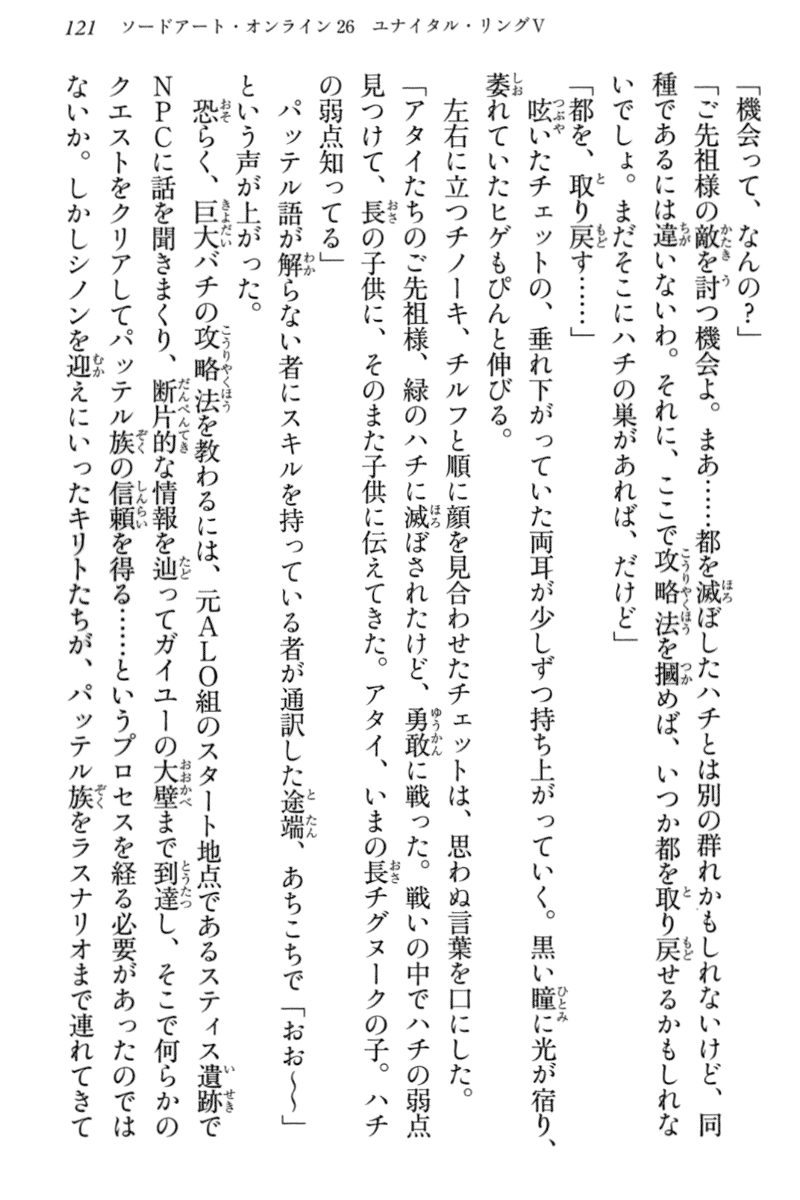 121 ソードアート・オンライン26 ユナイタル・リングⅤ
「機会って、なんの？」
「ご先祖様の敵を討つ機会よ。まあ……都を滅ぼしたハチとは別の群れかもしれないけど、同
種であるには違いないわ。それに、ここで攻略法を摑めば、いつか都を取り戻せるかもしれな
いでしょ。まだそこにハチの巣があれば、だけど」
「都を、取り戻す……」
呟いたチェットの、垂れ下がっていた両耳が少しずつ持ち上がっていく。黒い瞳に光が宿り、
萎れていたヒゲもぴんと伸びる。
左右に立つチノーキ、チルフと順に顔を見合わせたチェットは、思わぬ言葉を口にした。
「アタイたちのご先祖様、緑のハチに滅ぼされたけど、勇敢に戦った。戦いの中でハチの弱点
見つけて、長の子供に、そのまた子供に伝えてきた。アタイ、いまの長チグヌークの子。ハチ
の弱点知ってる」
パッテル語が解らない者にスキルを持っている者が通訳した途端、あちこちで「おお～～」
という声が上がった。
恐らく、巨大バチの攻略法を教わるには、元ＡＬＯ組のスタート地点であるスティス遺跡で
ＮＰＣに話を聞きまくり、断片的な情報を辿ってガイユーの大壁まで到達し、そこで何らかの
クエストをクリアしてパッテル族の信頼を得る……というプロセスを経る必要があったのでは
ないか。しかしシノンを迎えにいったキリトたちが、パッテル族をラスナリオまで連れてきて